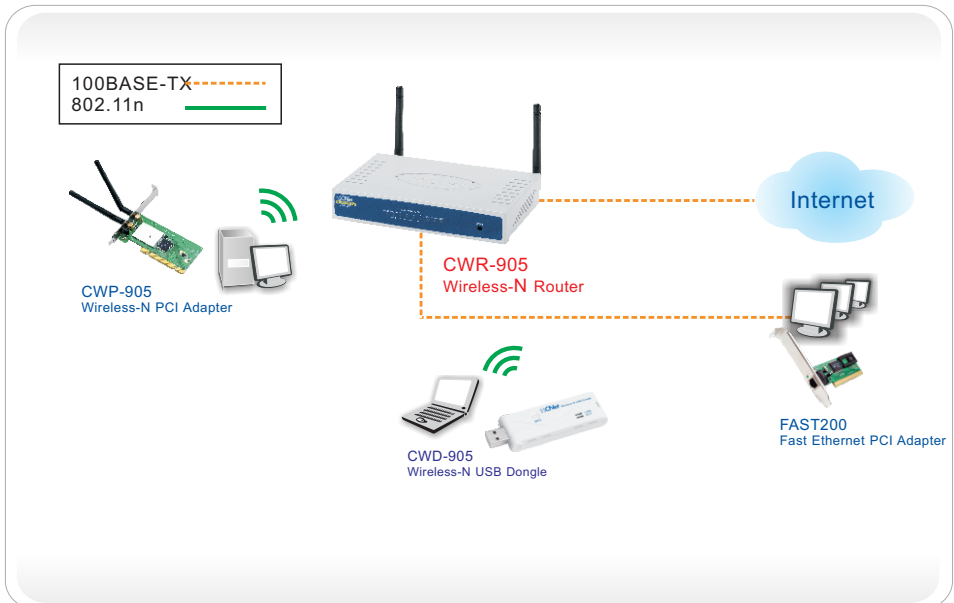 100BASE-TX
802.11n
Internet
CWR-905
Wireless-N Router
CWP-905
Wireless-N PCI Adapter
CNet
CWD-905
Wireless-N USB Dongle
FAST200
Fast Ethernet PCI Adapter